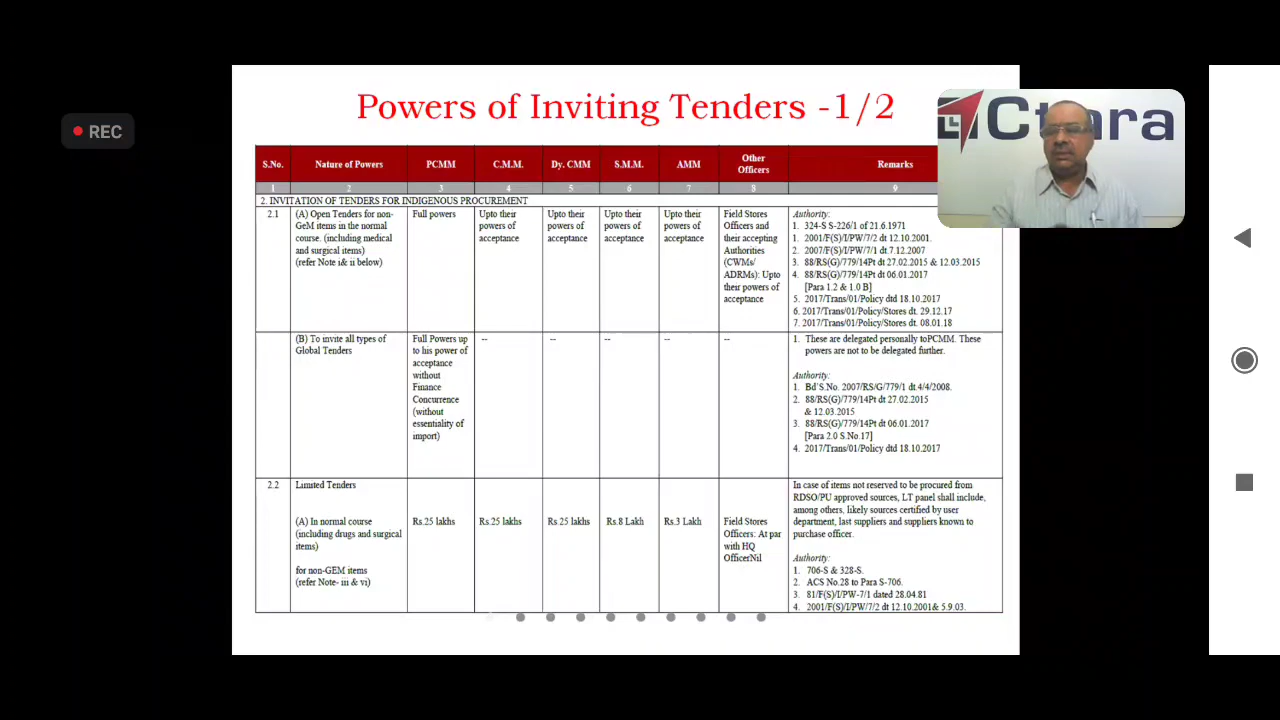 REC
Powers of Inviting Tenders -1/2
S.No.
Nature of Powers
PCMM
C.M.M.
Dy. CMM
S.M.M.
AMM
Other
Officers
Remarks
1
2
3
4
5
6
7
8
9
2. INVITATION OF TENDERS FOR INDIGENOUS PROCUREMENT
2.1
(A) Open Tenders for non-
GeM items in the normal
course. (including medical
and surgical items)
(refer Note i& ii below)
Full powers
Upto their
powers of
acceptance
Upto their
powers of
acceptance
Upto their
powers of
acceptance
Upto their
powers of
acceptance
Field Stores
Officers and
their accepting
Authorities
(CWMs/
ADRMs): Upto
their powers of
acceptance
Authority:
1. 324-S S-226/1 of 21.6.1971
1. 2001/F(S)/I/PW/7/2 dt 12.10.2001.
2. 2007/F(S)/I/PW/7/1 dt.7.12.2007
3. 88/RS(G)/779/14Pt dt 27.02.2015 & 12.03.2015
4. 88/RS(G)/779/14Pt dt 06.01.2017
[Para 1.2 & 1.0 B]
5. 2017/Trans/01/Policy dtd 18.10.2017
6. 2017/Trans/01/Policy/Stores dt. 29.12.17
7. 2017/Trans/01/Policy/Stores dt. 08.01.18
(B) To invite all types of
Global Tenders
Full Powers up
to his power of
acceptance
without
Finance
Concurrence
(without
essentiality of
import)
--
--
--
--
--
1. These are delegated personally toPCMM. These
powers are not to be delegated further.
Authority:
1. Bd'S.No. 2007/RS/G/779/1 dt.4/4/2008.
2. 88/RS(G)/779/14Pt dt 27.02.2015
& 12.03.2015
3. 88/RS(G)/779/14Pt dt 06.01.2017
[Para 2.0 S.No.17]
4. 2017/Trans/01/Policy dtd 18.10.2017
2.2
Limited Tenders
(A) In normal course
(including drugs and surgical
items)
for non-GEM items
(refer Note- iii & vi)
Rs.25 lakhs
Rs.25 lakhs
Rs.25 lakhs
Rs.8 Lakh
Rs.3 Lakh
Field Stores
Officers: At par
with HQ
OfficerNil
In case of items not reserved to be procured from
RDSO/PU approved sources, LT panel shall include,
among others, likely sources certified by user
department, last suppliers and suppliers known to
purchase officer.
Authority:
1. 706-S & 328-S.
2. ACS No.28 to Para S-706.
3. 81/F(S)/I/PW-7/1 dated 28.04.81
4. 2001/F(S)/I/PW/7/2 dt 12.10.2001& 5.9.03.